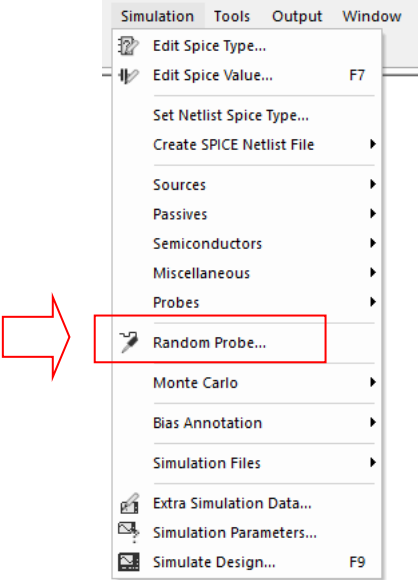 Simulation Tools Output Window
Edit Spice Type...
Edit Spice Value... F7
Set Netlist Spice Type...
Create SPICE Netlist File
Sources
Passives
Semiconductors
Miscellaneous
Probes
Random Probe...
Monte Carlo
Bias Annotation
Simulation Files
Extra Simulation Data...
Simulation Parameters...
Simulate Design... F9